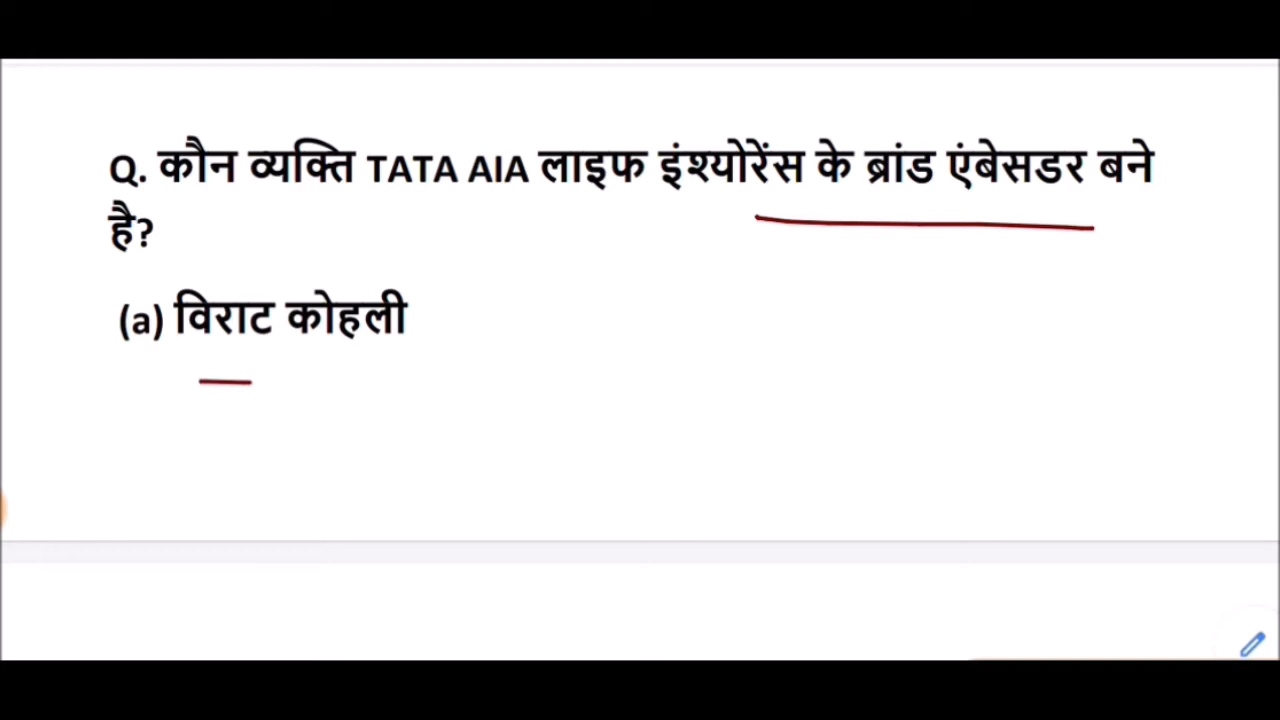 Q. कौन व्यक्ति TATA AIA लाइफ इंश्योरेंस के ब्रांड एंबेसडर बने
है?
(a) विराट कोहली